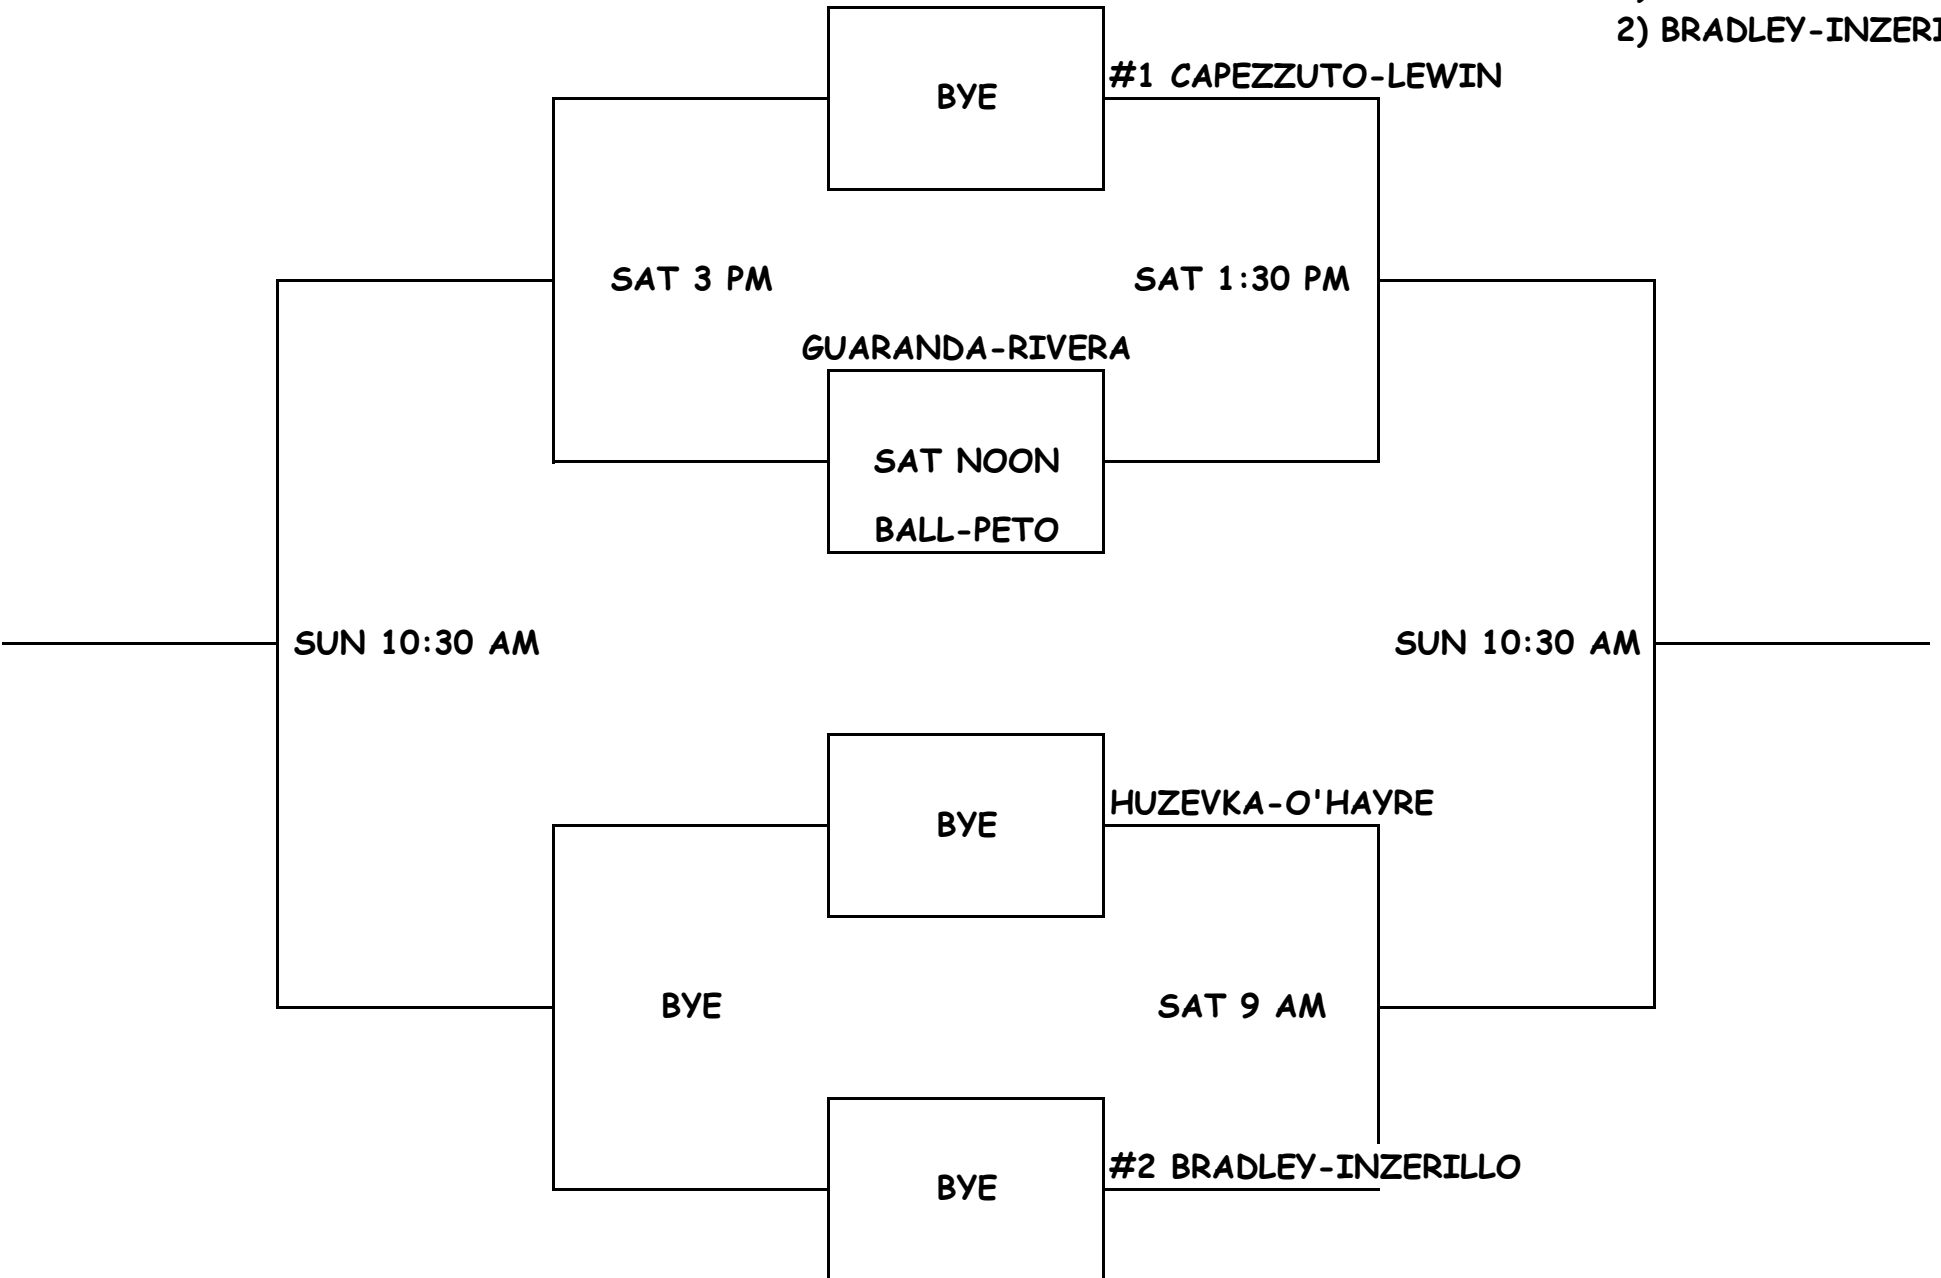 2) BRADLEY-INZERI
#1 CAPEZZUTO-LEWIN
BYE
SAT 3 PM
SAT 1:30 PM
GUARANDA-RIVERA
SAT NOON
BALL-PETO
SUN 10:30 AM
SUN 10:30 AM
HUZEVKA-O'HAYRE
BYE
BYE
SAT 9 AM
#2 BRADLEY-INZERILLO
BYE